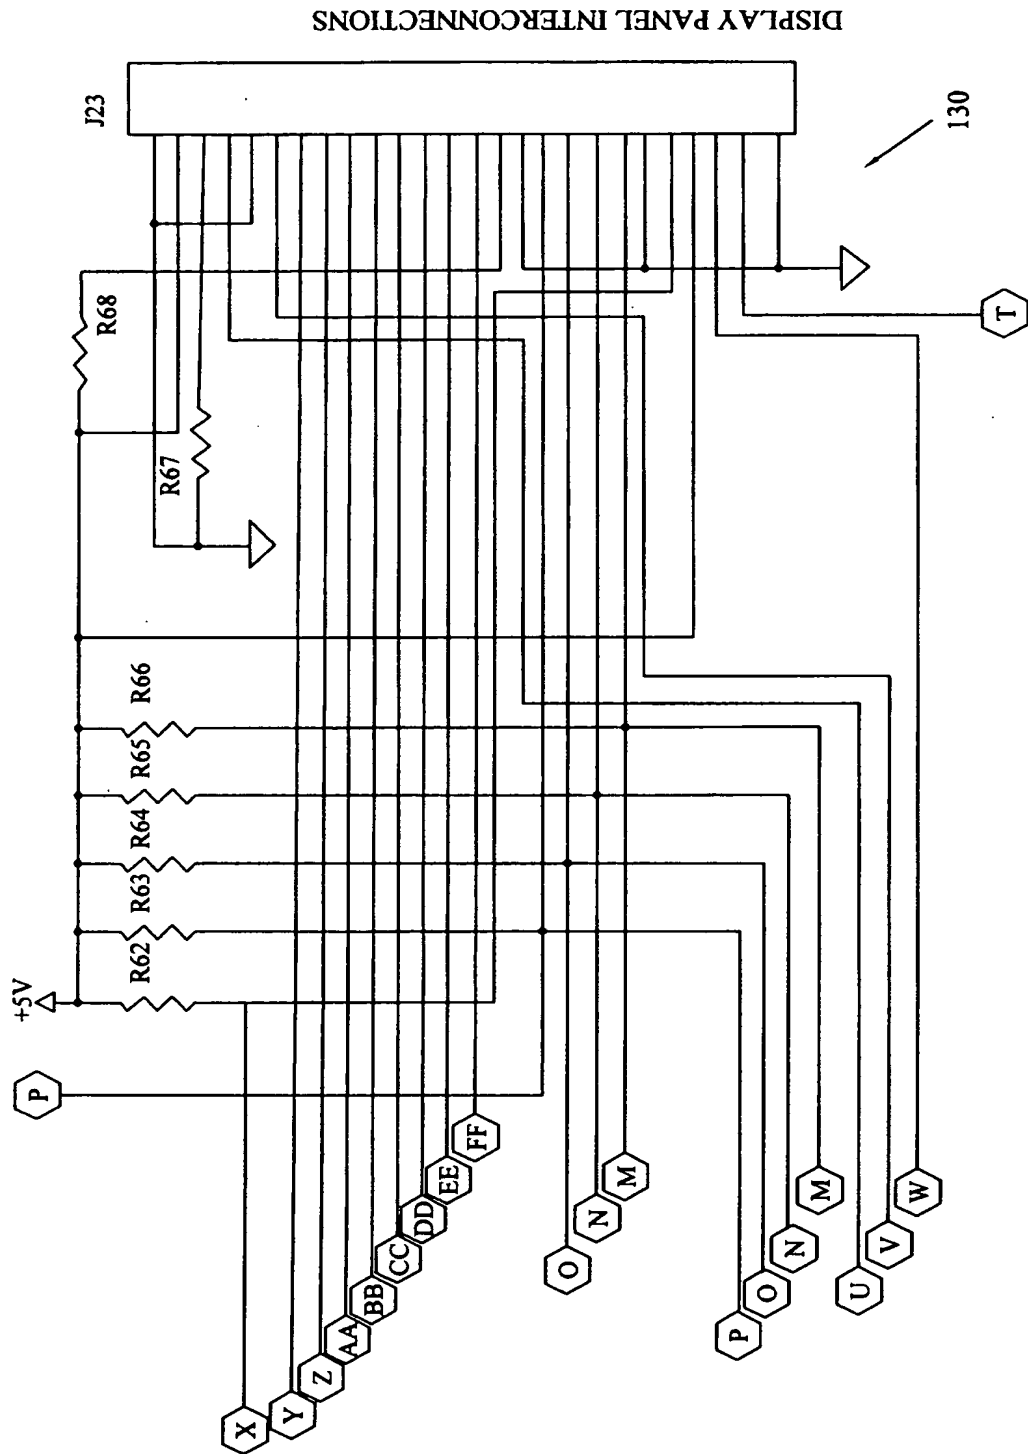 DISPLAY PANEL INTERCONNECTIONS
J23
130
R68
R67
R66
R65
R64
R63
R62
+5V
P
T
X
Y
Z
AA
BB
CC
DD
EE
FF
O
N
M
P
O
N
M
U
V
W